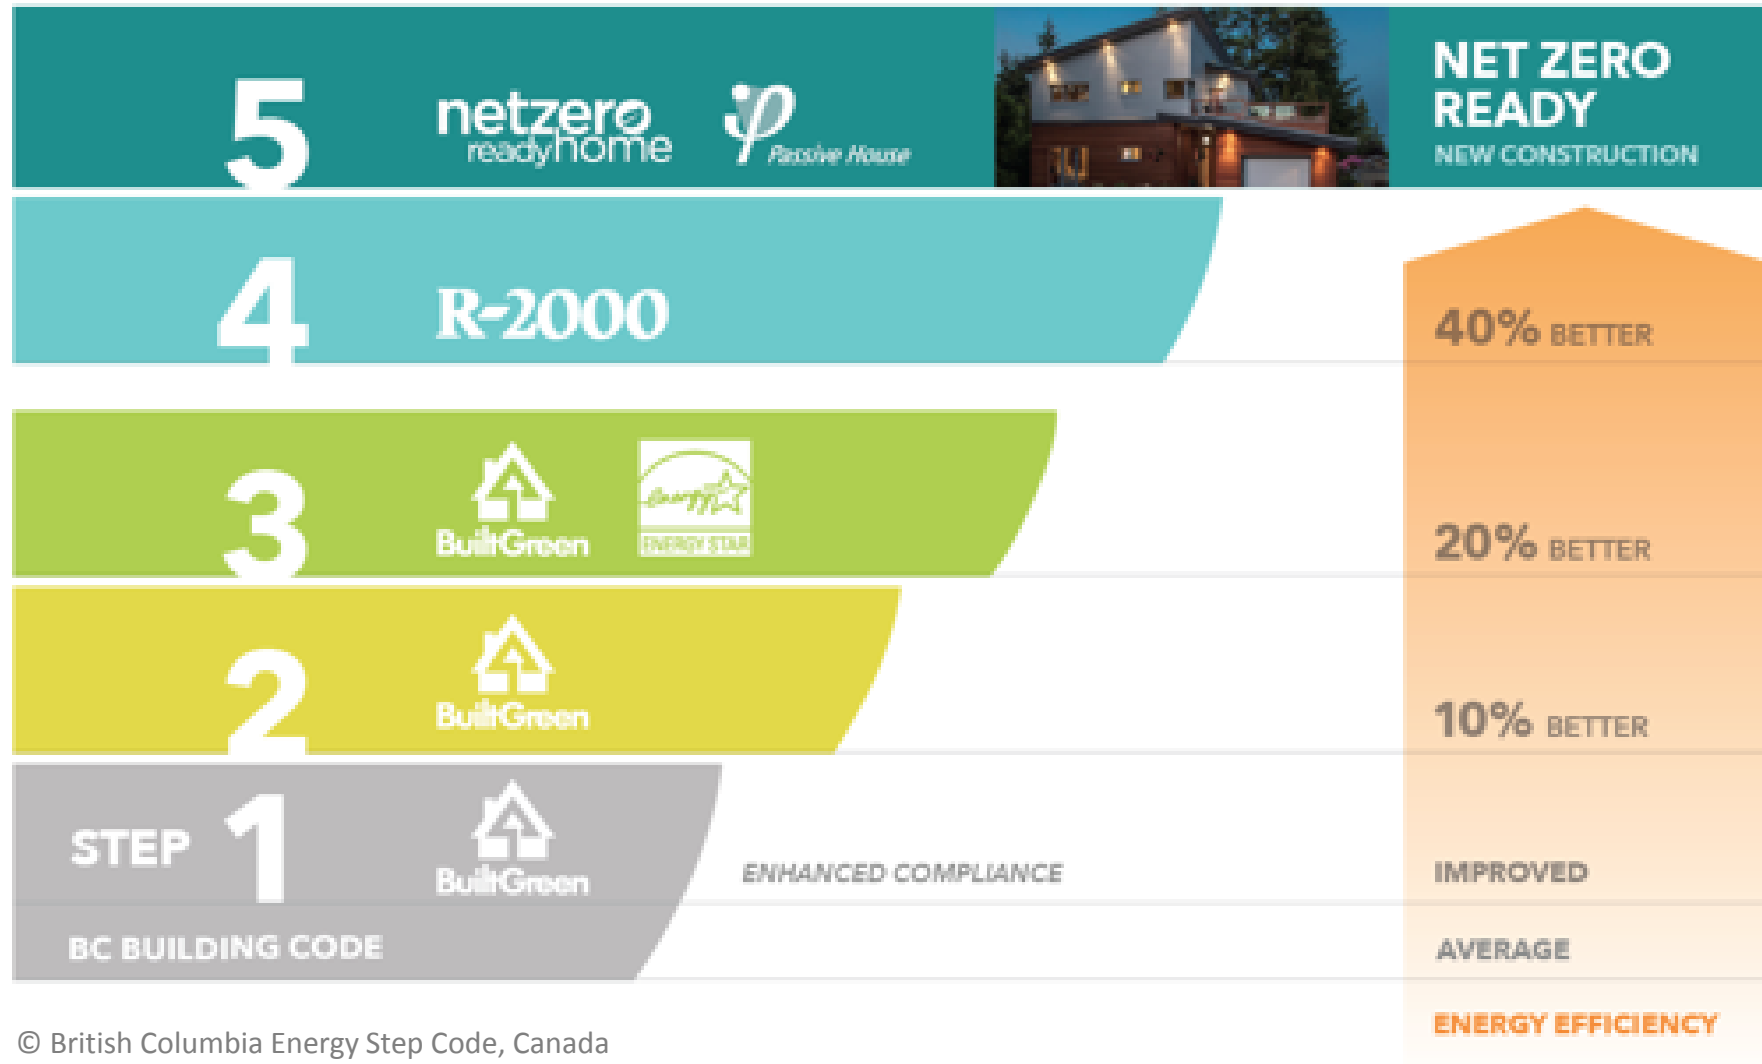 5
netzero
readyhome
Passive House
NET ZERO
READY
NEW CONSTRUCTION
4
R-2000
40% BETTER
3
BuiltGreen
energy
ENERGY STAR
20% BETTER
2
BuiltGreen
10% BETTER
STEP 1
BuiltGreen
ENHANCED COMPLIANCE
IMPROVED
BC BUILDING CODE
AVERAGE
ENERGY EFFICIENCY
© British Columbia Energy Step Code, Canada